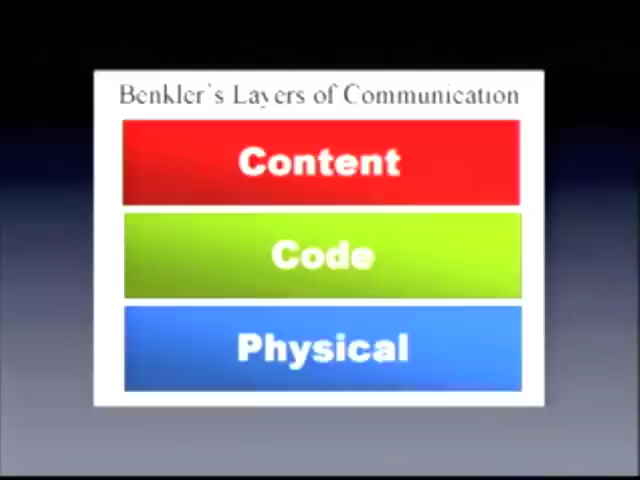 Benkler's Layers of Communication
Content
Code
Physical